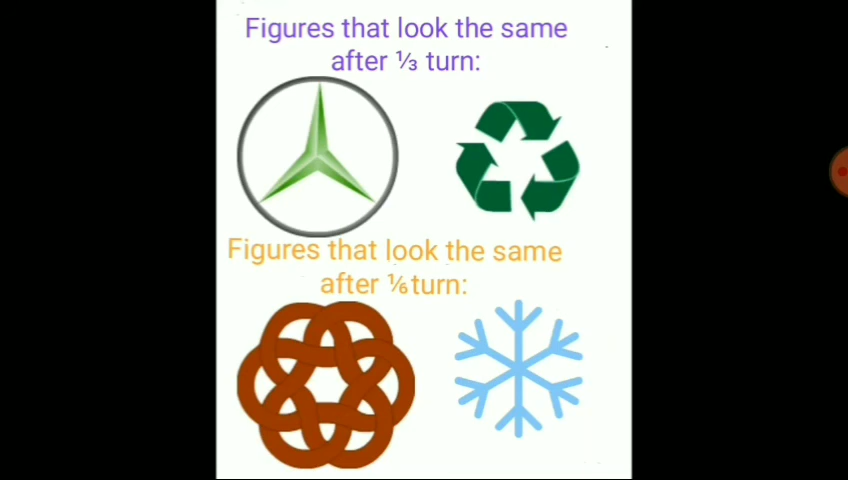 Figures that look the same
after ⅓ turn:
Figures that look the same
after ⅙ turn: